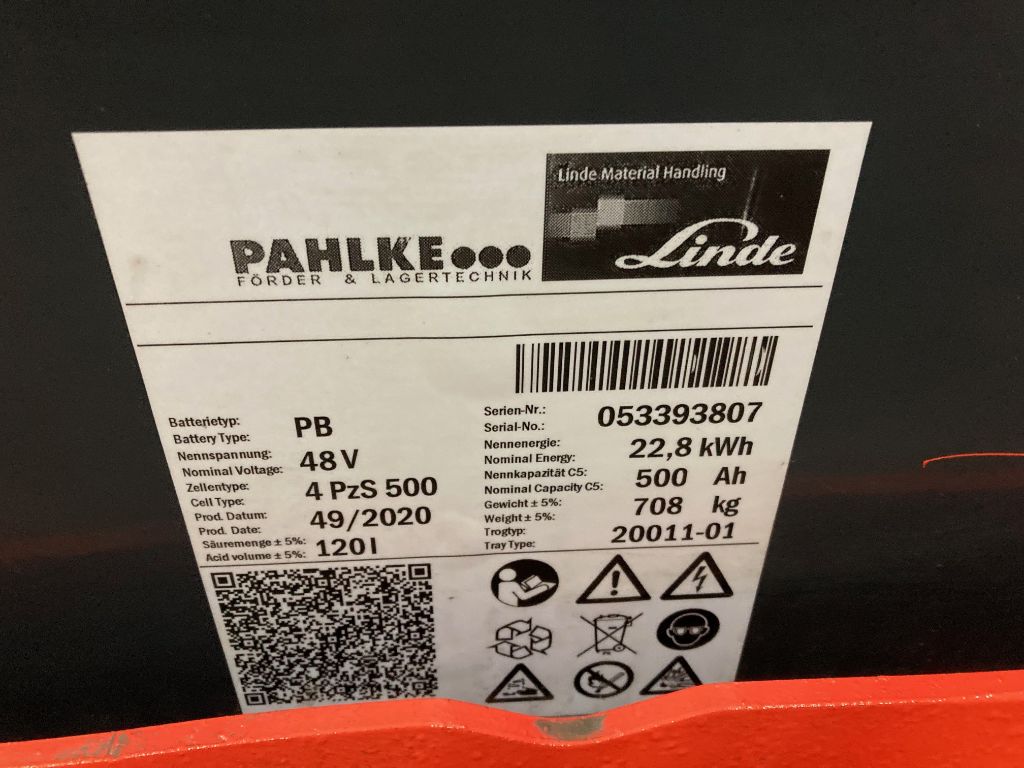 Linde Material Handling
Linde
PAHLKE
FÖRDER & LAGERTECHNIK
Batterietyp:
Battery Type: PB
Nennspannung:
Nominal Voltage: 48 V
Zellentype:
Cell Type: 4 PzS 500
Prod. Datum:
Prod. Date: 49/2020
Säuremenge ± 5%:
Acid volume ± 5%: 120 l
Serien-Nr.:
Serial-No.: 053393807
Nennenergie:
Nominal Energy: 22,8 kWh
Nennkapazität C5:
Nominal Capacity C5: 500 Ah
Gewicht ± 5%:
Weight ± 5%: 708 kg
Trogtyp:
Tray Type: 20011-01